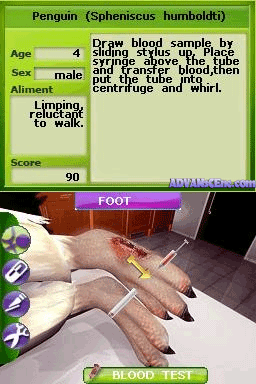 Penguin (Spheniscus humboldti)
Age 4
Sex male
Aliment
Limping,
reluctant
to walk.
Score
90
Draw blood sample by
sliding stylus up. Place
syringe above the tube
and transfer blood,then
put the tube into
centrifuge and whirl.
ADVANSCENE.com
FOOT
BLOOD TEST